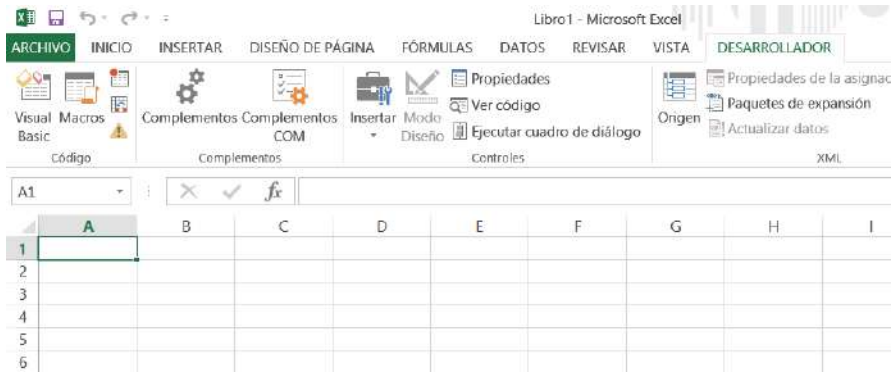 Libro1 - Microsoft Excel
ARCHIVO INICIO INSERTAR DISEÑO DE PÁGINA FÓRMULAS DATOS REVISAR VISTA DESARROLLADOR
Visual Basic
Macros
Código
Complementos
Complementos COM
Complementos
Insertar
Modo Diseño
Propiedades
Ver código
Ejecutar cuadro de diálogo
Controles
Origen
Propiedades de la asignac
Paquetes de expansión
Actualizar datos
XML
A1 fx
A B C D E F G H I
1
2
3
4
5
6